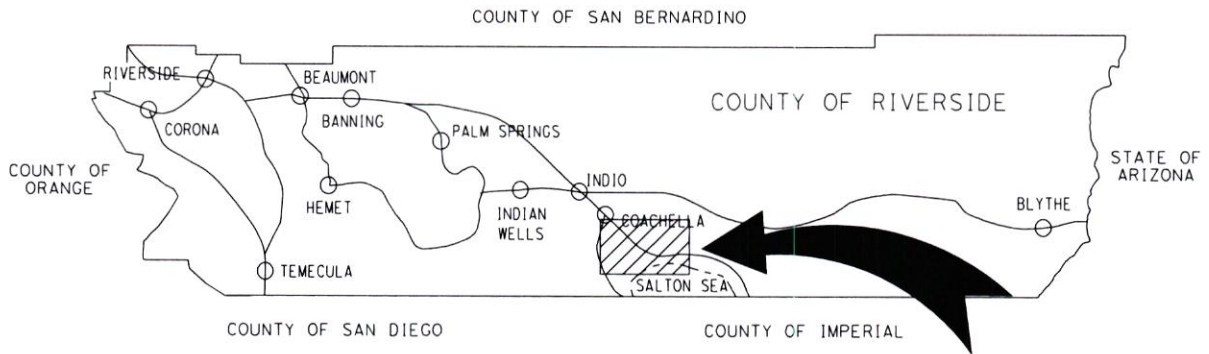 COUNTY OF SAN BERNARDINO
RIVERSIDE
BEAUMONT
COUNTY OF RIVERSIDE
CORONA
BANNING
PALM SPRINGS
STATE OF
ARIZONA
COUNTY OF
ORANGE
HEMET
INDIO
INDIAN
WELLS
COACHELLA
BLYTHE
TEMECULA
SALTON SEA
COUNTY OF SAN DIEGO
COUNTY OF IMPERIAL